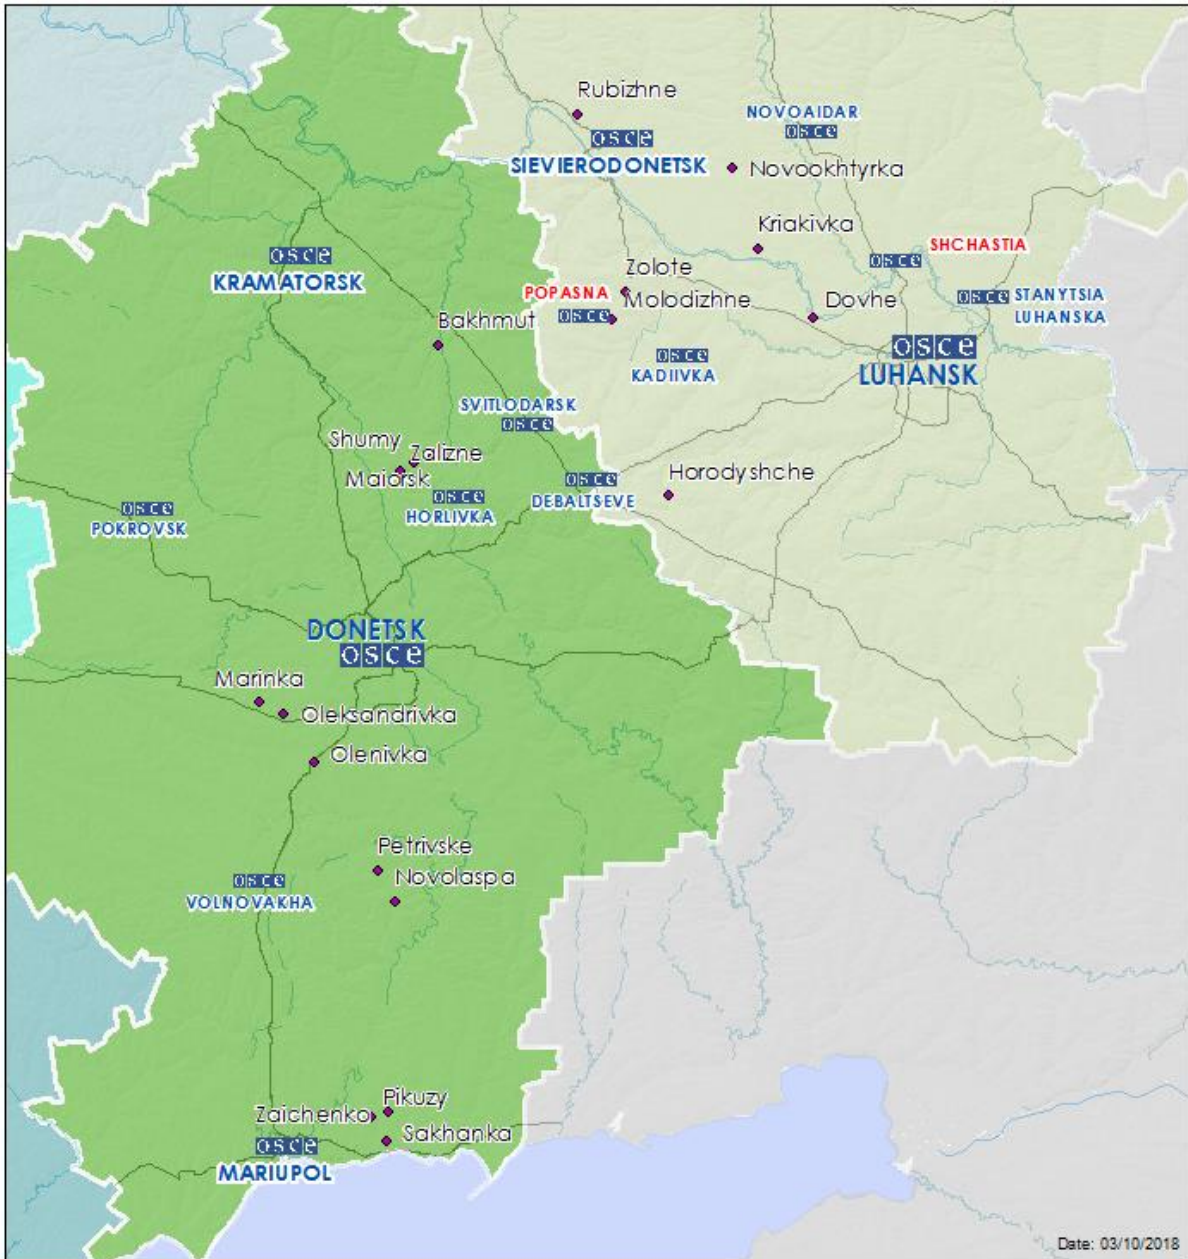 Rubizhne
osce
SIEVIERODONETSK
NOVOAIDAR
osce
Novookhtyrka
Kriakivka
SHCHASTIA
osce
osce
KRAMATORSK
Zolote
POPASNA
Molodizhne
osce
Dovhe
osce
STANYTSIA
LUHANSKA
Bakhmut
osce
KADIIVKA
osce
LUHANSK
SVITLODARSK
osce
Shumy
Zalizne
Maiorsk
osce
HORLIVKA
osce
DEBALTSEVE
Horodyshche
osce
POKROVSK
DONETSK
osce
Marinka
Oleksandrivka
Olenivka
Petrivske
Novolaspa
osce
VOLNOVAKHA
Pikuzy
Zaichenko
Sakhanka
osce
MARIUPOL
Date: 03/10/2018